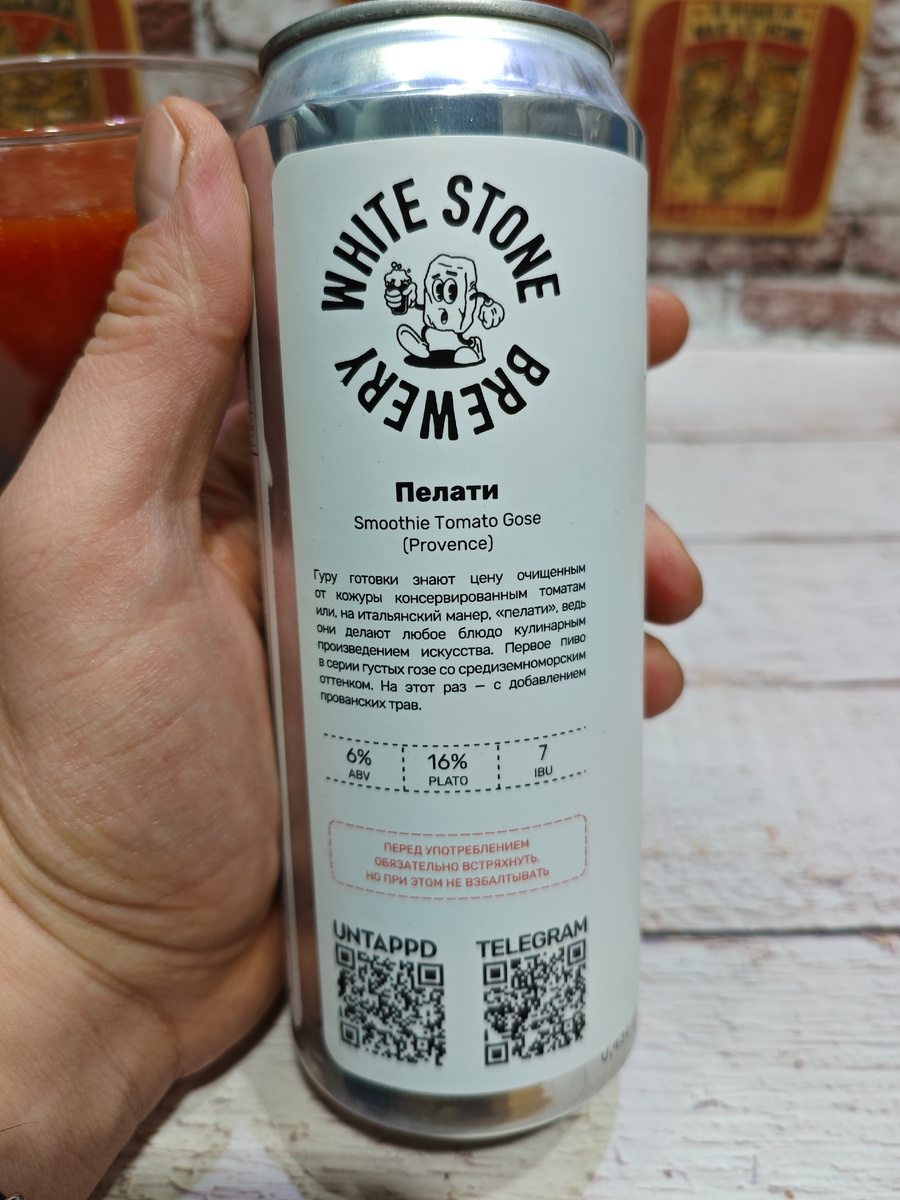 WHITE STONE
BREWERY
Пелати
Smoothie Tomato Gose
(Provence)
Гуру готовки знают цену очищенным
от кожуры консервированным томатам
или, на итальянский манер, «пелати», ведь
они делают любое блюдо кулинарным
произведением искусства. Первое пиво
в серии густых гозе со средиземноморским
оттенком. На этот раз — с добавлением
прованских трав.
6% 16% 7
ABV PLATO IBU
ПЕРЕД УПОТРЕБЛЕНИЕМ
ОБЯЗАТЕЛЬНО ВСТРЯХНУТЬ,
НО ПРИ ЭТОМ НЕ ВЗБАЛТЫВАТЬ
UNTAPPD TELEGRAM